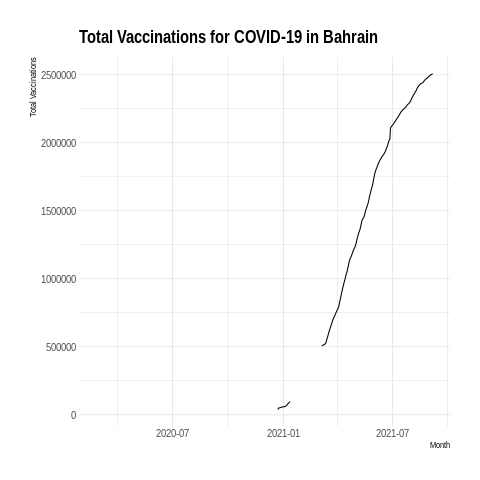 Total Vaccinations for COVID-19 in Bahrain
Total Vaccinations
2500000
2000000
1500000
1000000
500000
0
2020-07 2021-01 2021-07
Month